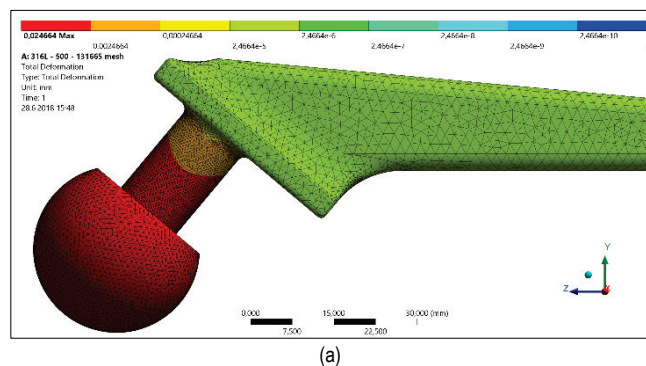 0,024664 Max 0,00024664 2,4664e-6 2,4664e-8 2,4664e-10
0,0024664 2,4664e-5 2,4664e-7 2,4664e-9
A: 316L - 500 - 131665 mesh
Total Deformation
Type: Total Deformation
Unit: mm
Time: 1
28.6.2018 15:48
Y
Z
X
0,000 15,000 30,000 (mm)
7,500 22,500
(a)